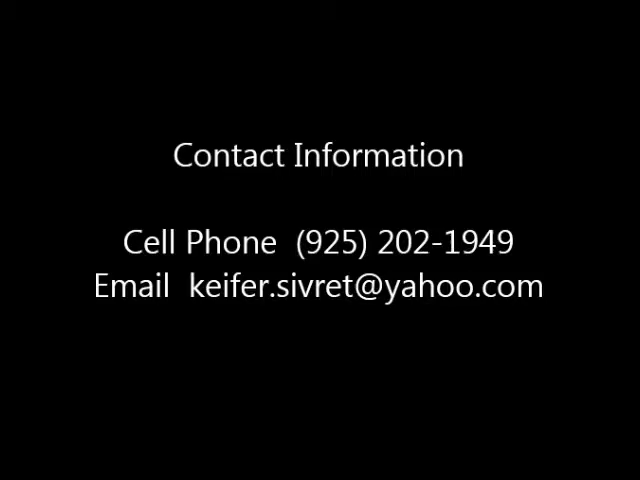 Contact Information
Cell Phone  (925) 202-1949
Email  keifer.sivret@yahoo.com